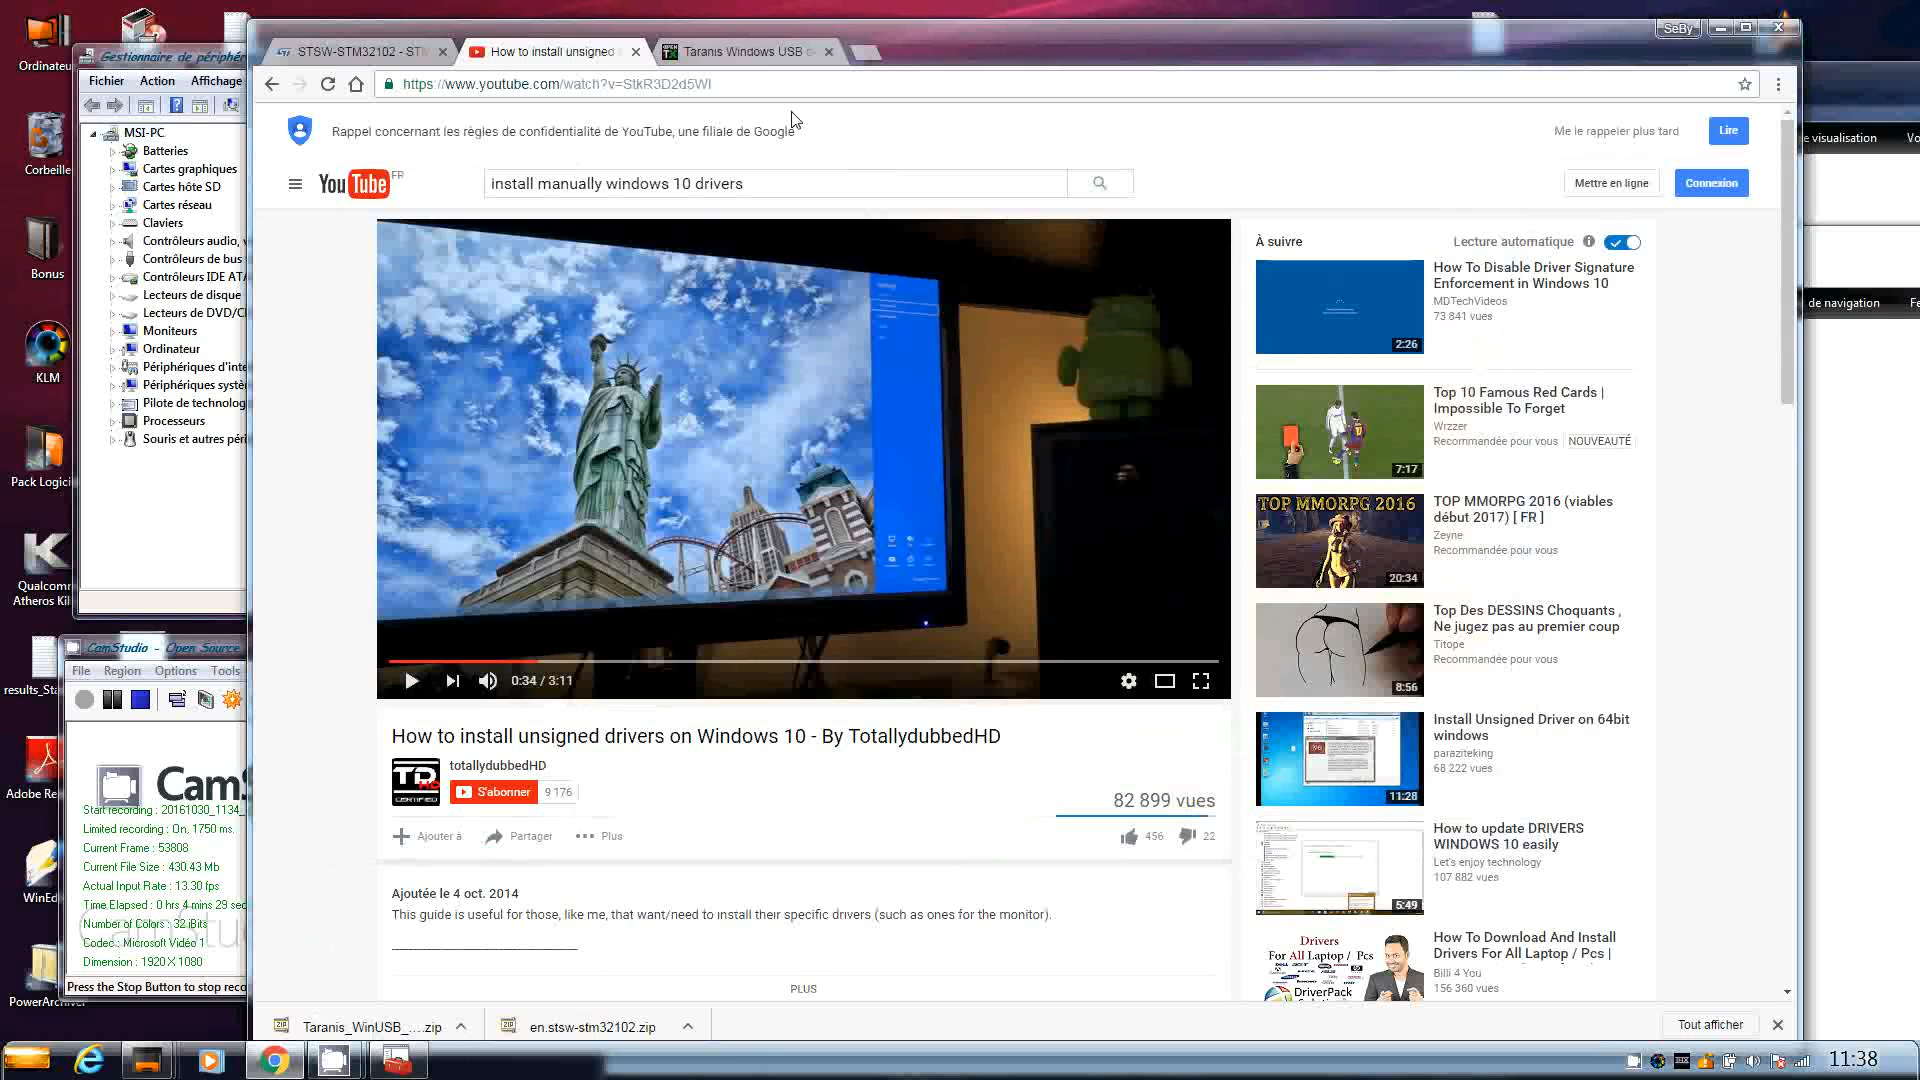 Ordinateu
Corbeille
Bonus
KLM
Pack Logici
Qualcomm
Atheros Kil
results_Sta
Adobe Re
WinEd
PowerArchiv
Gestionnaire de périphér
Fichier Action Affichage
MSI-PC
Batteries
Cartes graphiques
Cartes hôte SD
Cartes réseau
Claviers
Contrôleurs audio, v
Contrôleurs de bus
Contrôleurs IDE ATA
Lecteurs de disque
Lecteurs de DVD/C
Moniteurs
Ordinateur
Périphériques d'inte
Périphériques systè
Pilote de technolog
Processeurs
Souris et autres péri
CamStudio - Open Source
File Region Options Tools
CamS
Start recording : 20161030_1134_
Limited recording : On, 1750 ms.
Current Frame : 53808
Current File Size : 430.43 Mb
Actual Input Rate : 13.30 fps
Time Elapsed : 0 hrs 4 mins 29 sec
Number of Colors : 32 iBits
Codec : Microsoft Vidéo 1
Dimension : 1920 X 1080
Press the Stop Button to stop reco
SeBy
STSW-STM32102 - STM
How to install unsigned
Taranis Windows USB c
https://www.youtube.com/watch?v=StkR3D2d5WI
Rappel concernant les règles de confidentialité de YouTube, une filiale de Google
Me le rappeler plus tard
Lire
YouTube FR
install manually windows 10 drivers
Mettre en ligne
Connexion
0:34 / 3:11
How to install unsigned drivers on Windows 10 - By TotallydubbedHD
TD HD
CERTIFIED
totallydubbedHD
S'abonner 9 176
82 899 vues
Ajouter à Partager Plus
456 22
Ajoutée le 4 oct. 2014
This guide is useful for those, like me, that want/need to install their specific drivers (such as ones for the monitor).
PLUS
À suivre
Lecture automatique
How To Disable Driver Signature
Enforcement in Windows 10
MDTechVideos
73 841 vues
2:26
Top 10 Famous Red Cards |
Impossible To Forget
Wrzzer
Recommandée pour vous NOUVEAUTÉ
7:17
TOP MMORPG 2016
20:34
TOP MMORPG 2016 (viables
début 2017) [ FR ]
Zeyne
Recommandée pour vous
Top Des DESSINS Choquants ,
Ne jugez pas au premier coup
Titope
Recommandée pour vous
8:56
Install Unsigned Driver on 64bit
windows
paraziteking
68 222 vues
11:28
How to update DRIVERS
WINDOWS 10 easily
Let's enjoy technology
107 882 vues
5:49
Drivers
For All Laptop / Pcs
DriverPack
How To Download And Install
Drivers For All Laptop / Pcs |
Billi 4 You
156 360 vues
e visualisation Vo
de navigation Fe
Taranis_WinUSB_....zip
en.stsw-stm32102.zip
Tout afficher
11:38